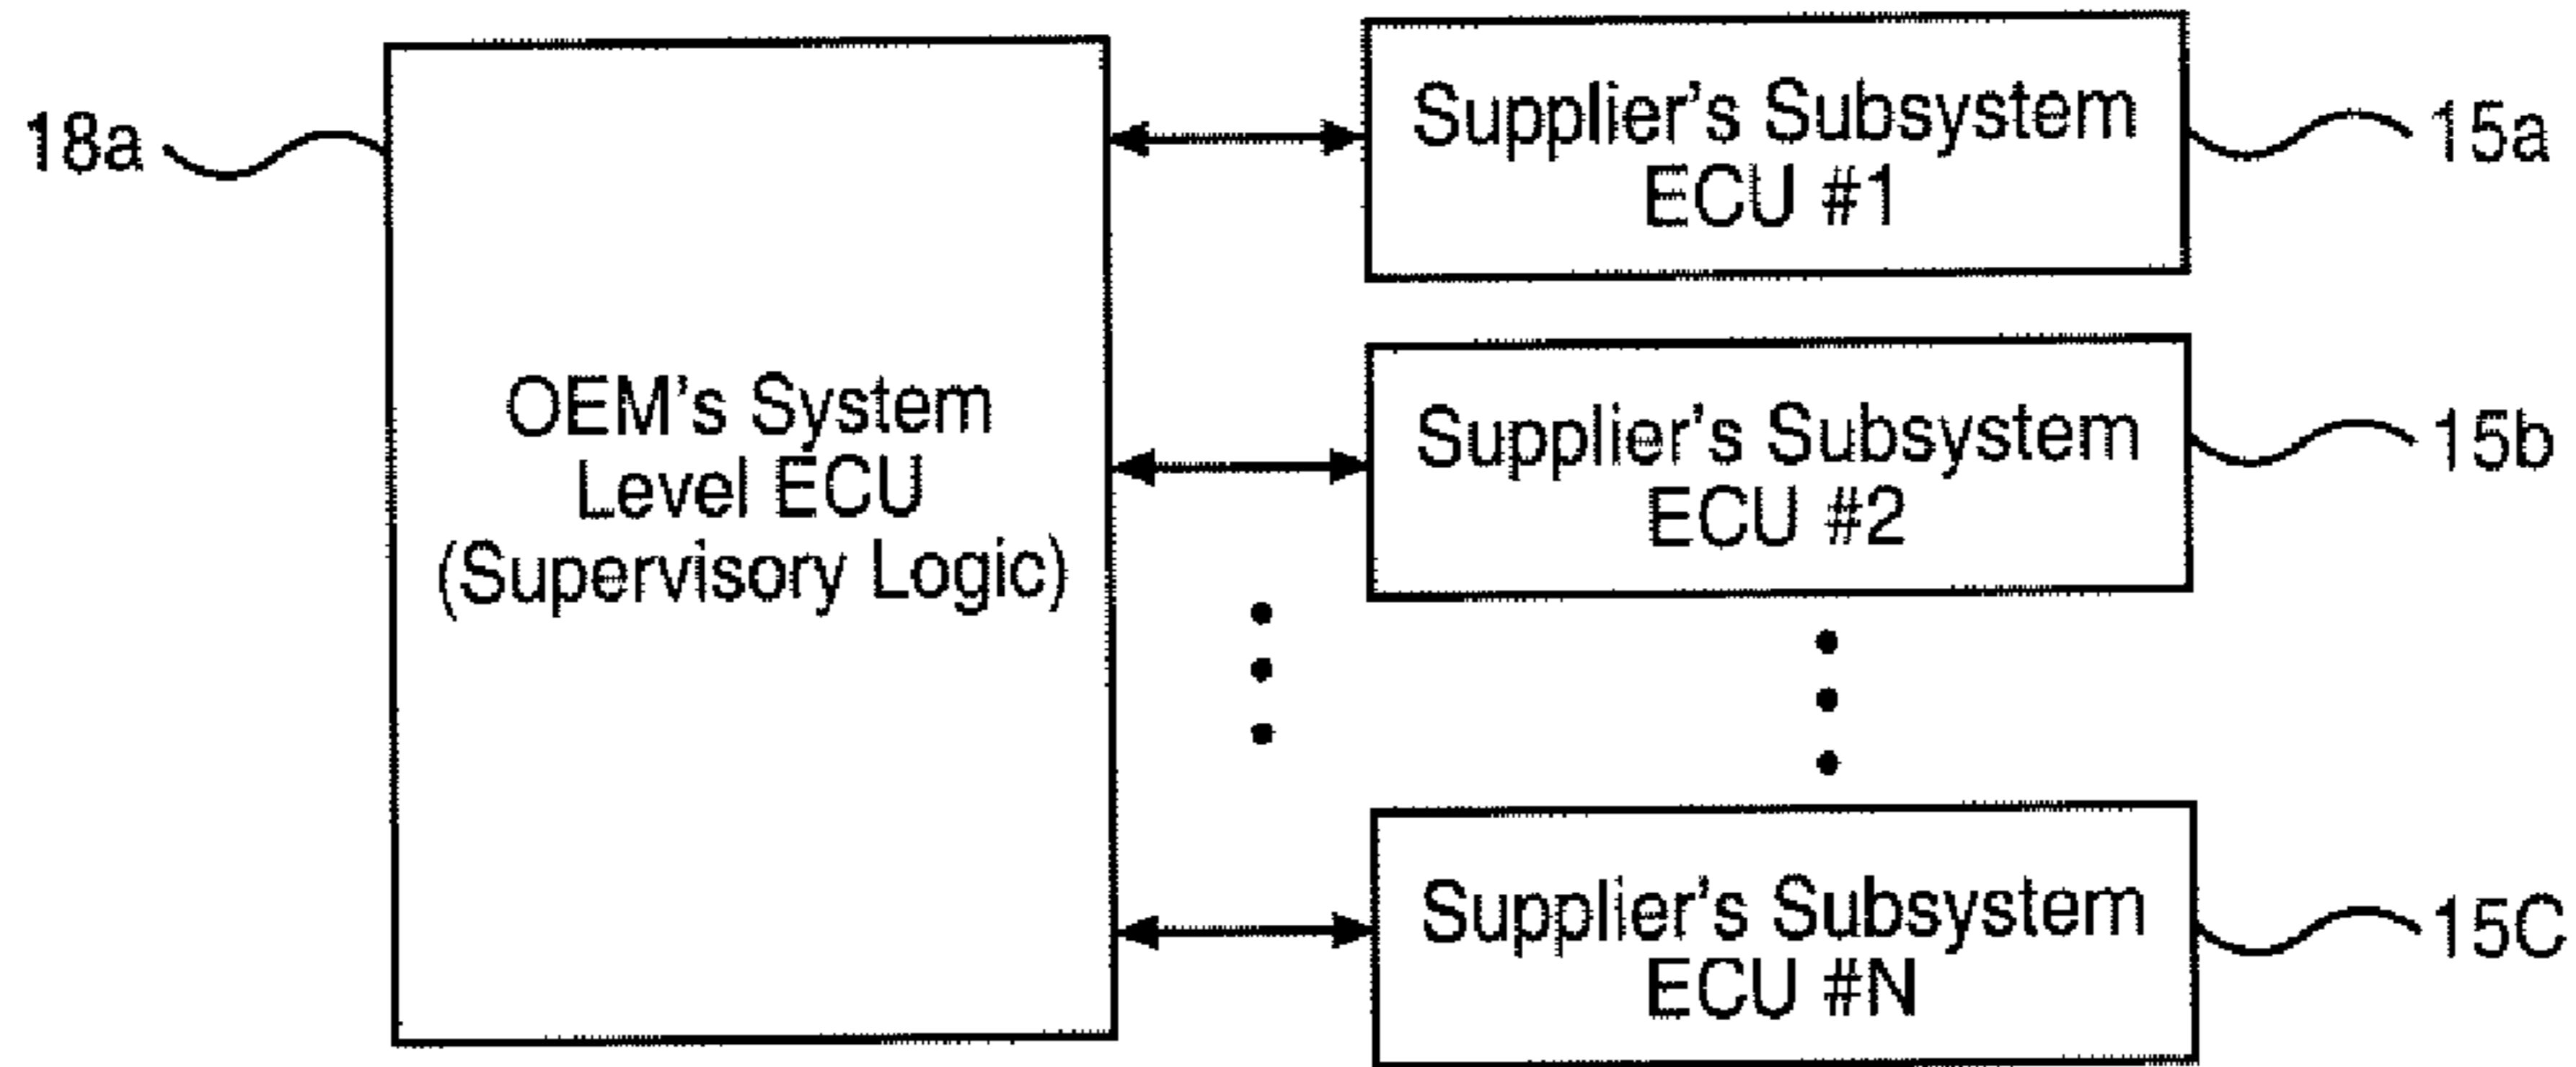 18a
OEM's System
Level ECU
(Supervisory Logic)
Supplier's Subsystem
ECU #1
15a
Supplier's Subsystem
ECU #2
15b
Supplier's Subsystem
ECU #N
15C